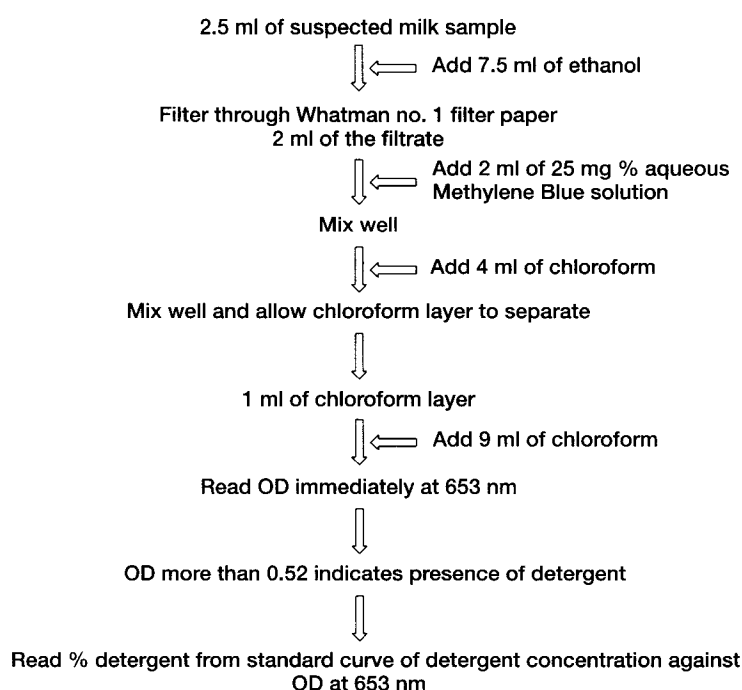 2.5 ml of suspected milk sample
Add 7.5 ml of ethanol
Filter through Whatman no. 1 filter paper
2 ml of the filtrate
Add 2 ml of 25 mg % aqueous
Methylene Blue solution
Mix well
Add 4 ml of chloroform
Mix well and allow chloroform layer to separate
1 ml of chloroform layer
Add 9 ml of chloroform
Read OD immediately at 653 nm
OD more than 0.52 indicates presence of detergent
Read % detergent from standard curve of detergent concentration against
OD at 653 nm